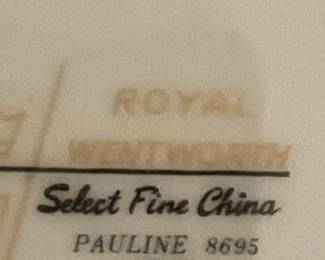 ROYAL
WENTWORTH
Select Fine China
PAULINE 8695